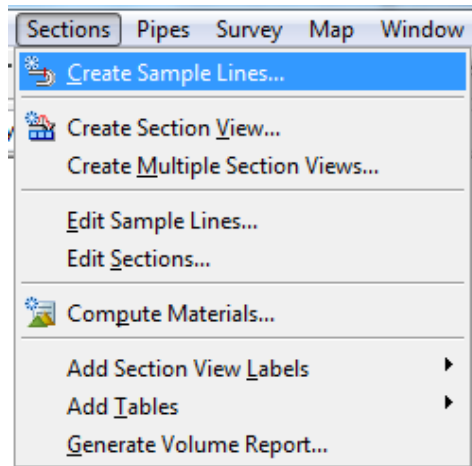 Sections Pipes Survey Map Window
Create Sample Lines...
Create Section View...
Create Multiple Section Views...
Edit Sample Lines...
Edit Sections...
Compute Materials...
Add Section View Labels
Add Tables
Generate Volume Report...